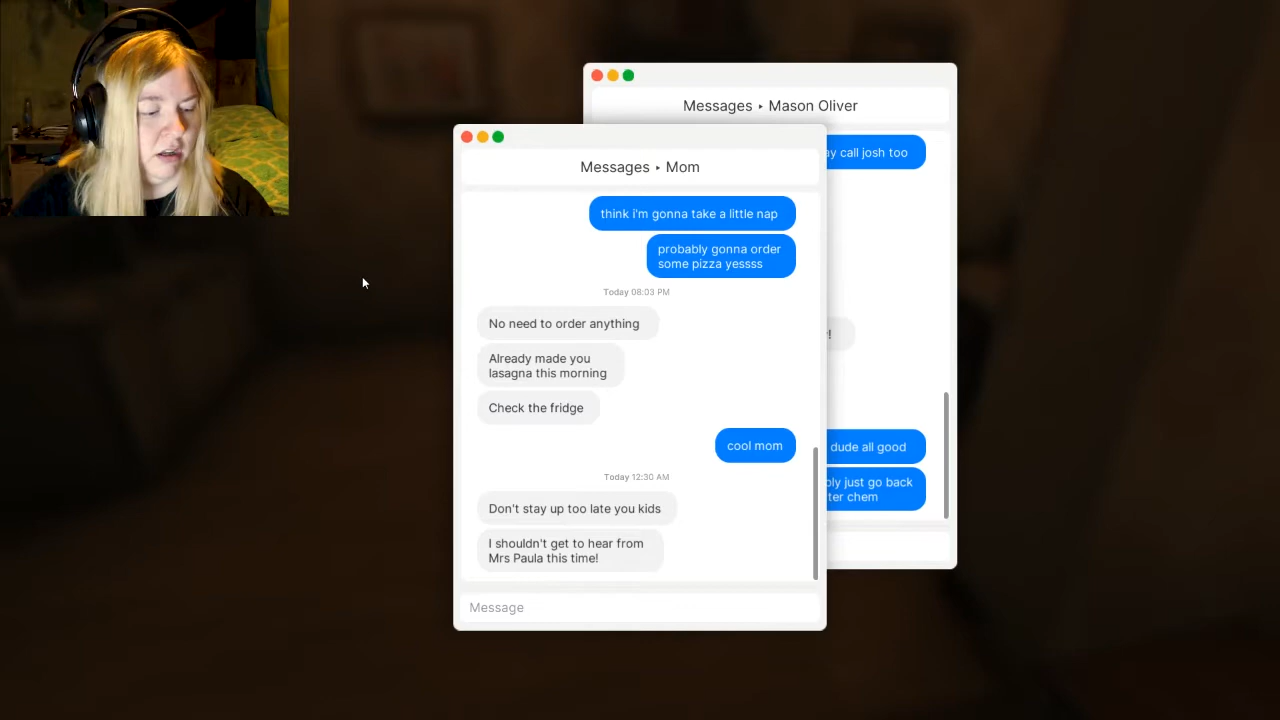 Messages ▸ Mason Oliver
call josh too
Messages ▸ Mom
think i'm gonna take a little nap
probably gonna order
some pizza yessss
Today 08:03 PM
No need to order anything
Already made you
lasagna this morning
Check the fridge
cool mom
dude all good
just go back
chem
Today 12:30 AM
Don't stay up too late you kids
I shouldn't get to hear from
Mrs Paula this time!
Message